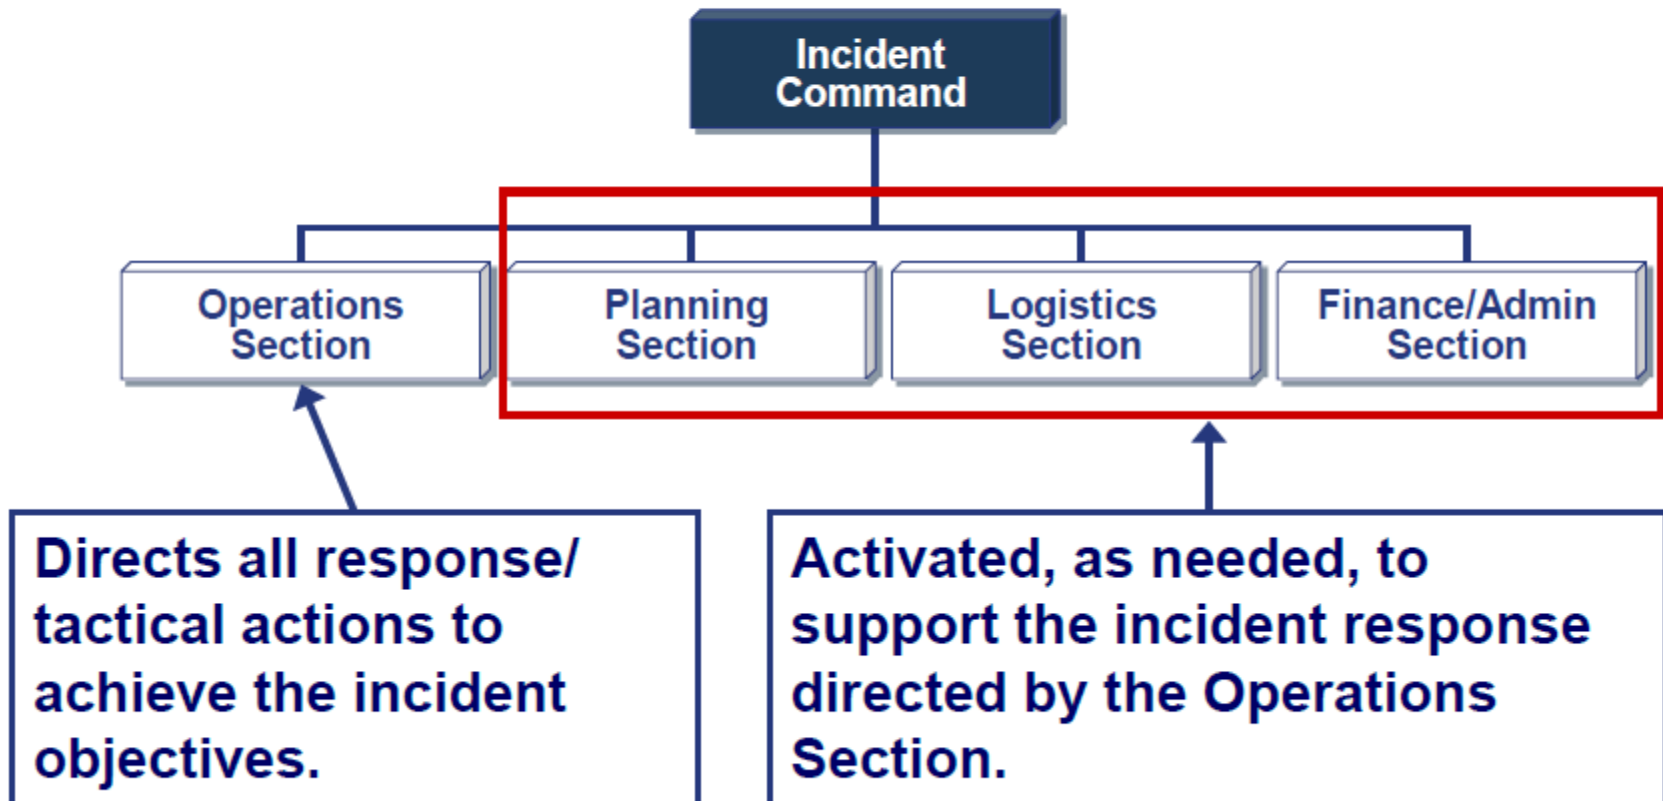 Incident
Command
Operations
Section
Planning
Section
Logistics
Section
Finance/Admin
Section
Directs all response/
tactical actions to
achieve the incident
objectives.
Activated, as needed, to
support the incident response
directed by the Operations
Section.